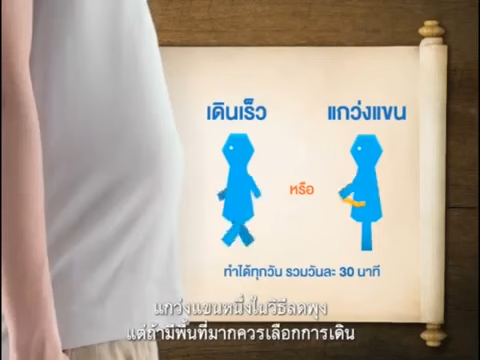 เดินเร็ว
แกว่งแขน
หรือ
ทำได้ทุกวัน รวมวันละ 30 นาที
แกว่งแขนหนึ่งในวิธีลดพุง
แต่ถ้ามีพื้นที่มากควรเลือกการเดิน